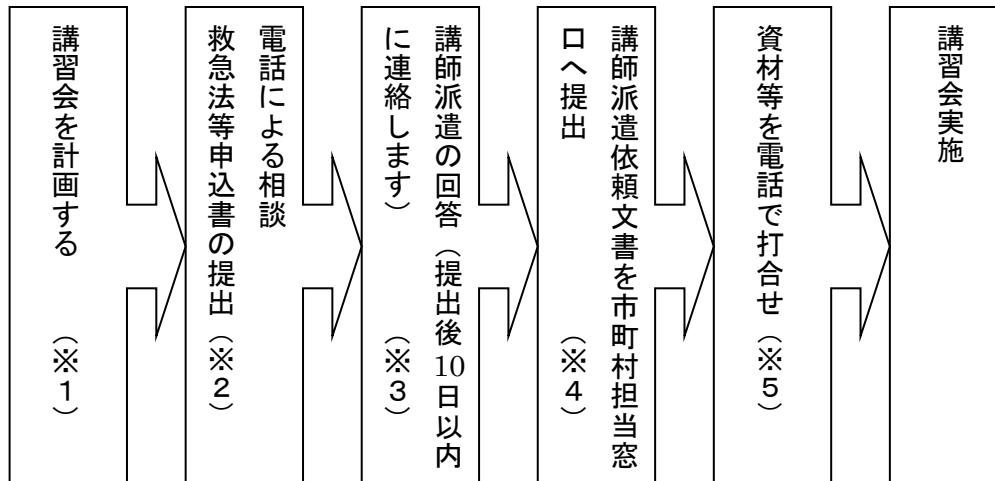 講習会を計画する　（※１）
電話による相談
救急法等申込書の提出（※２）
講師派遣の回答（提出後10日以内
に連絡します）　（※３）
講師派遣依頼文書を市町村担当窓
口へ提出　（※４）
資材等を電話で打合せ（※５）
講習会実施